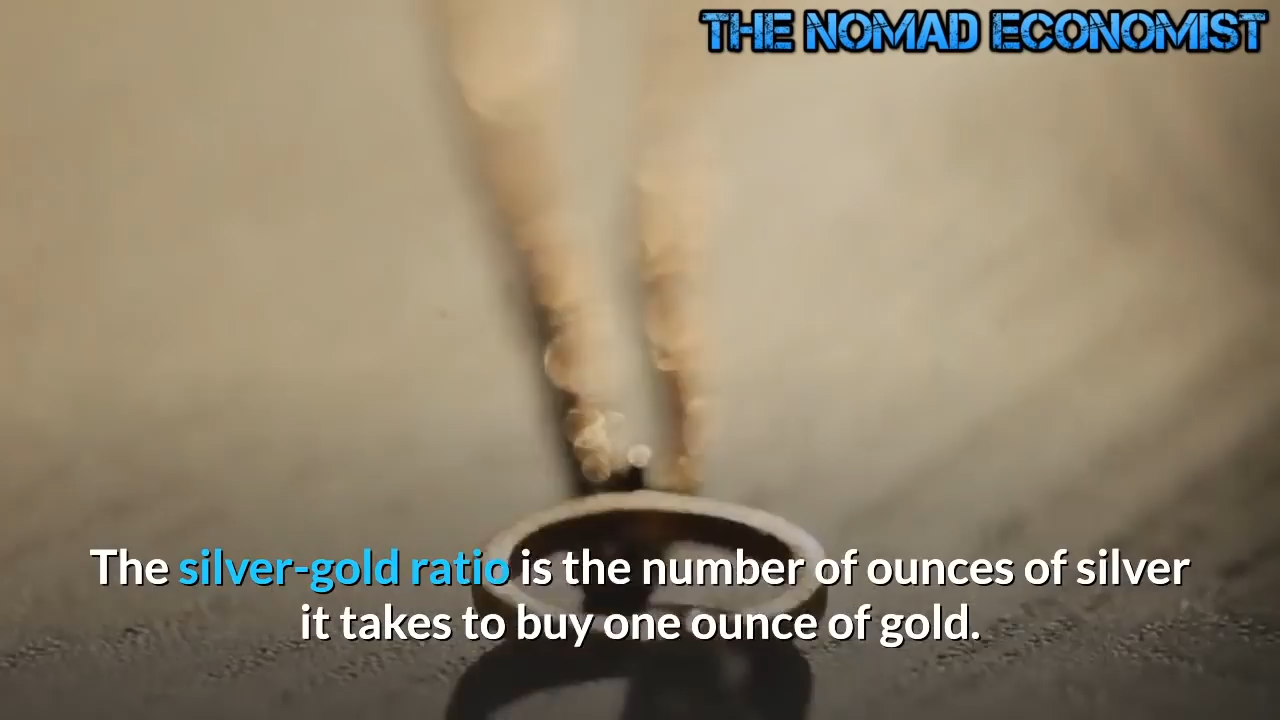 THE NOMAD ECONOMIST
The silver-gold ratio is the number of ounces of silver
it takes to buy one ounce of gold.